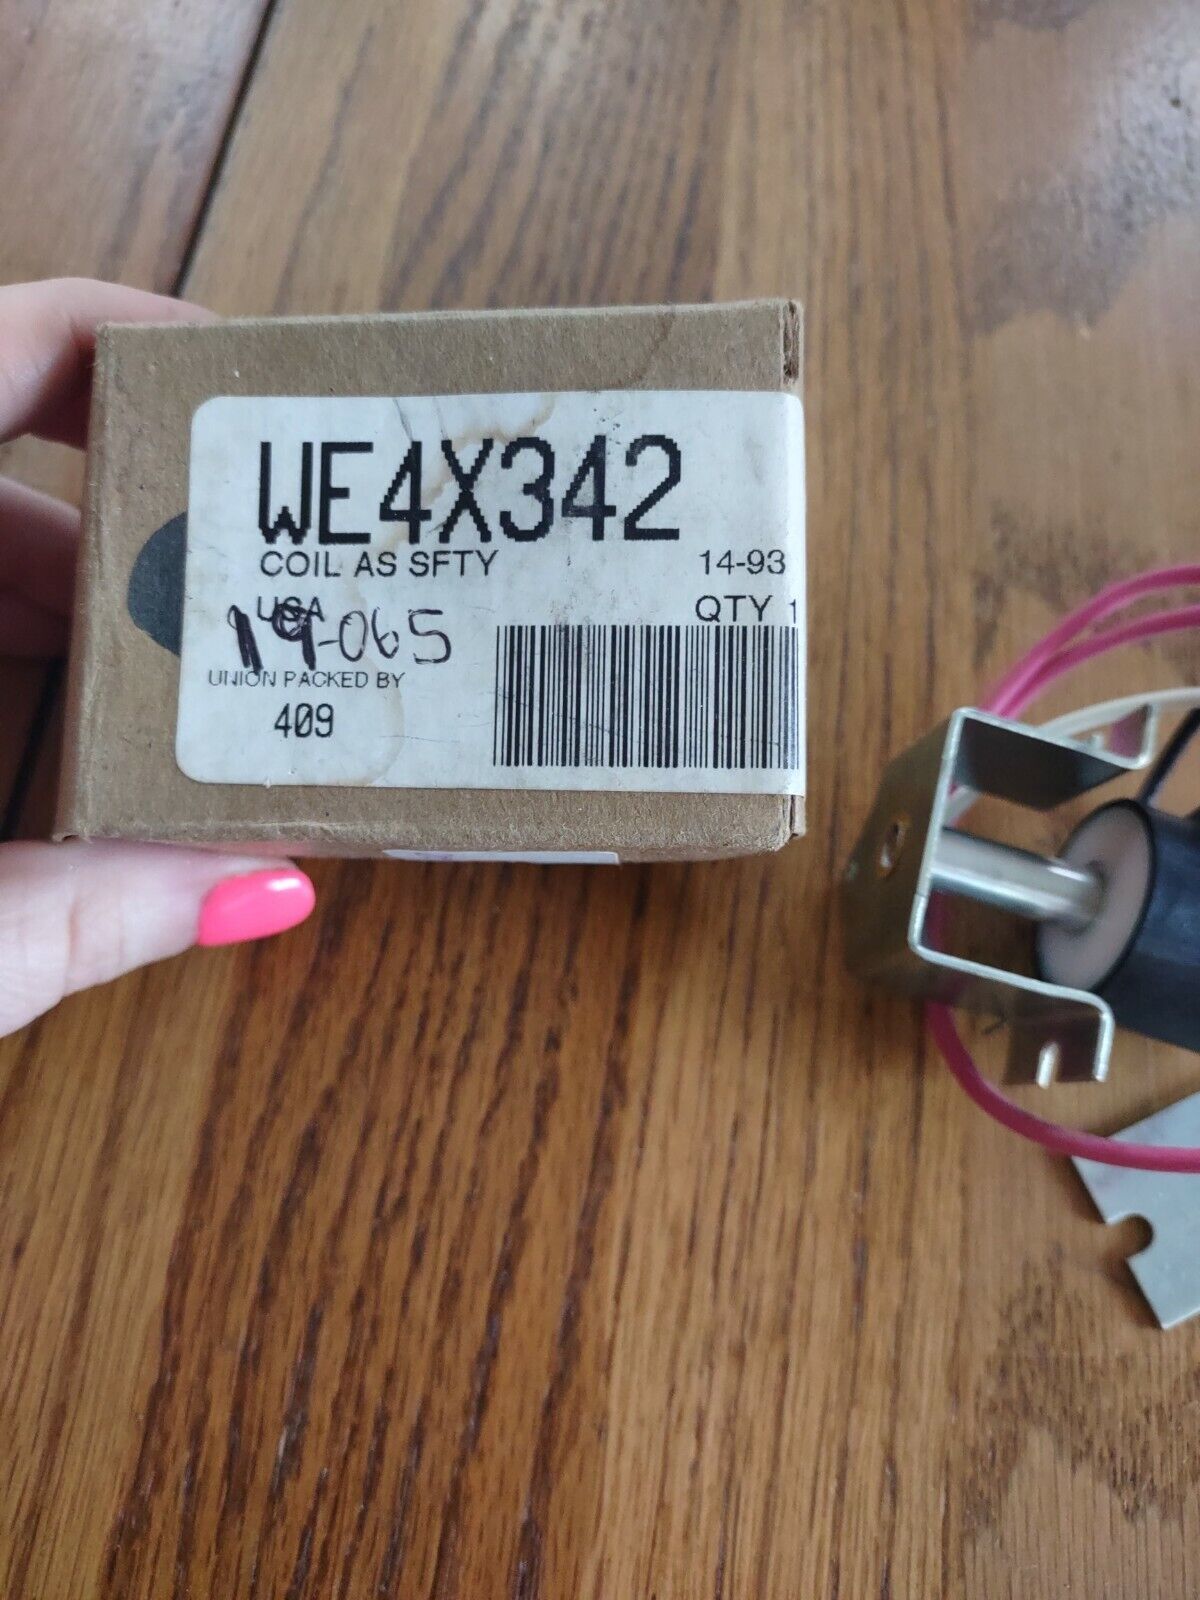 WE4X342
COIL AS SFTY 14-93
USA QTY 1
19-065
UNION PACKED BY
409